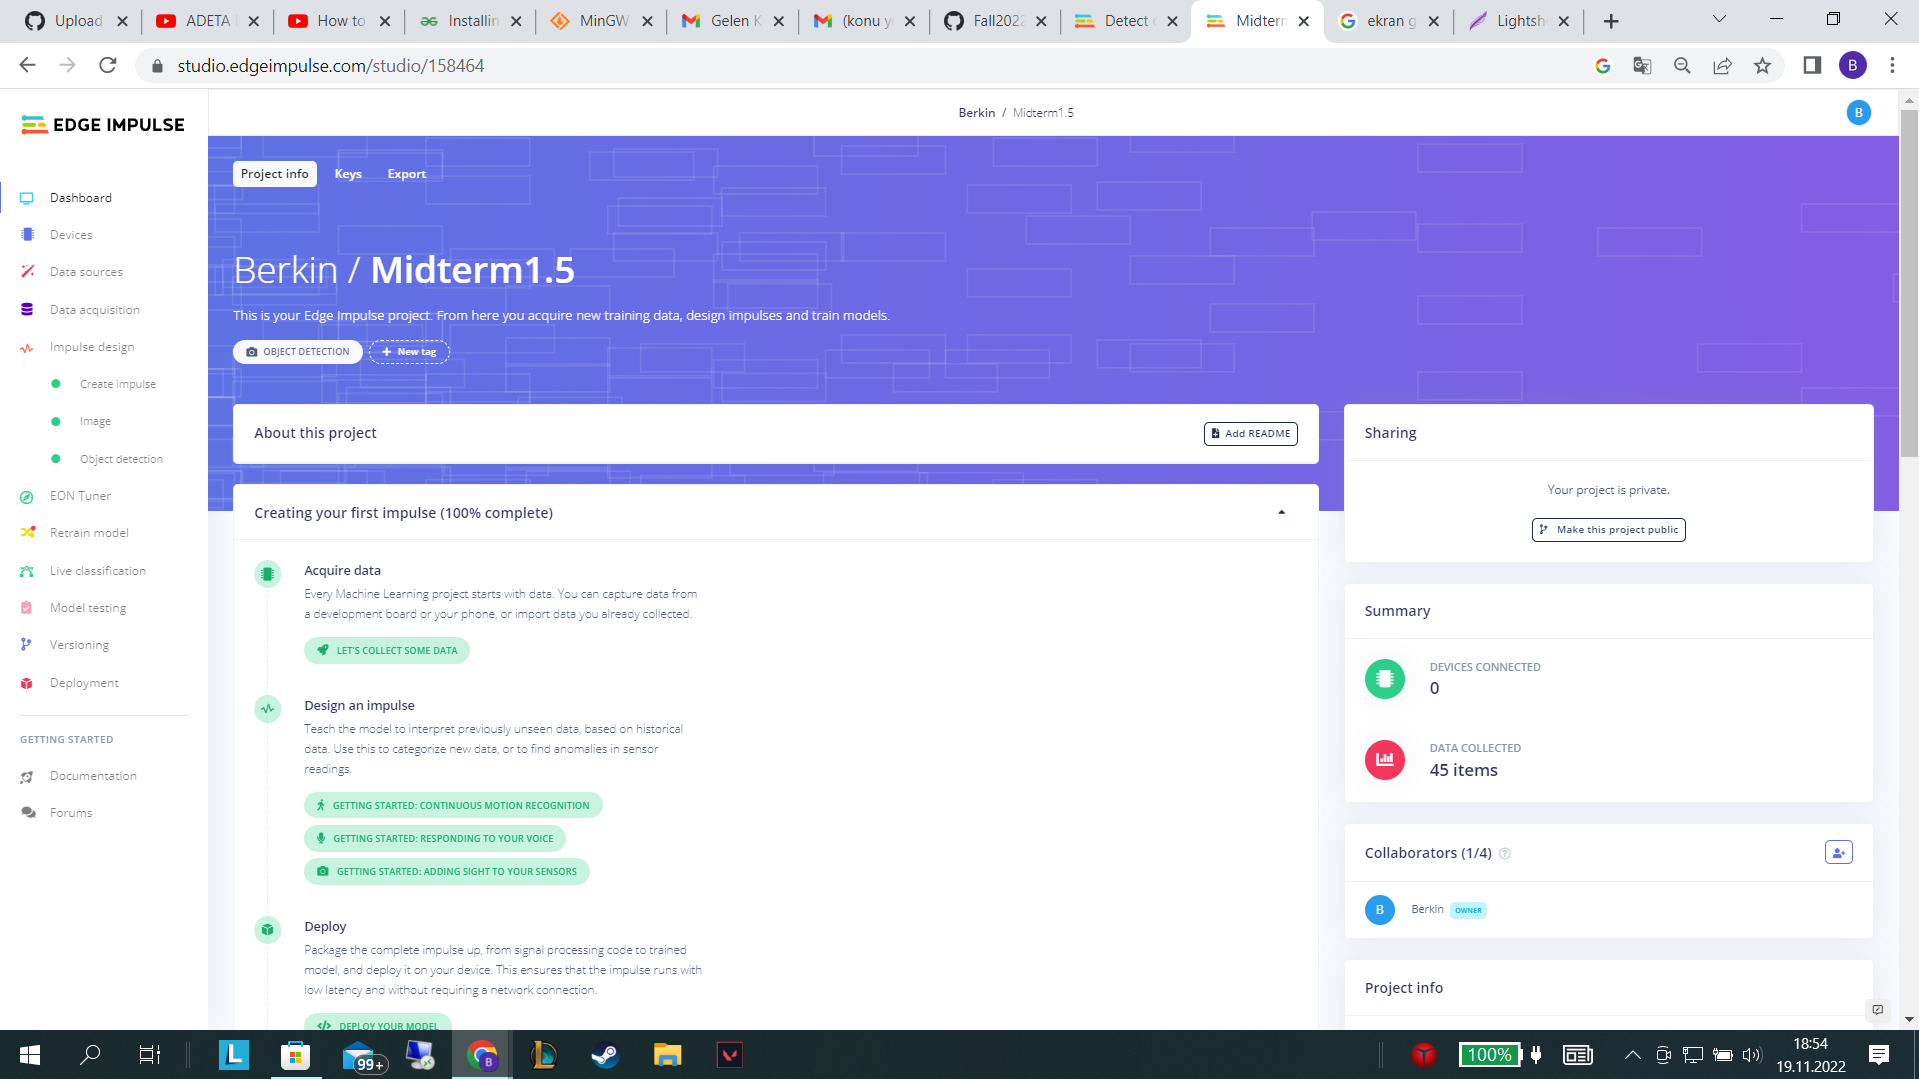 Upload
ADETA
How to
Installin
MinGW
Gelen K
(konu y
Fall2022
Detect
Midterm
ekran g
Lightsh
studio.edgeimpulse.com/studio/158464
B
EDGE IMPULSE
Berkin / Midterm1.5
B
Project info
Keys
Export
Dashboard
Devices
Data sources
Data acquisition
Impulse design
Create impulse
Image
Object detection
EON Tuner
Retrain model
Live classification
Model testing
Versioning
Deployment
GETTING STARTED
Documentation
Forums
Berkin / Midterm1.5
This is your Edge Impulse project. From here you acquire new training data, design impulses and train models.
OBJECT DETECTION
New tag
About this project
Add README
Creating your first impulse (100% complete)
Acquire data
Every Machine Learning project starts with data. You can capture data from
a development board or your phone, or import data you already collected.
LET'S COLLECT SOME DATA
Design an impulse
Teach the model to interpret previously unseen data, based on historical
data. Use this to categorize new data, or to find anomalies in sensor
readings.
GETTING STARTED: CONTINUOUS MOTION RECOGNITION
GETTING STARTED: RESPONDING TO YOUR VOICE
GETTING STARTED: ADDING SIGHT TO YOUR SENSORS
Deploy
Package the complete impulse up, from signal processing code to trained
model, and deploy it on your device. This ensures that the impulse runs with
low latency and without requiring a network connection.
DEPLOY YOUR MODEL
Sharing
Your project is private.
Make this project public
Summary
DEVICES CONNECTED
0
DATA COLLECTED
45 items
Collaborators (1/4)
B
Berkin OWNER
Project info
L
99+
B
100%
18:54
19.11.2022